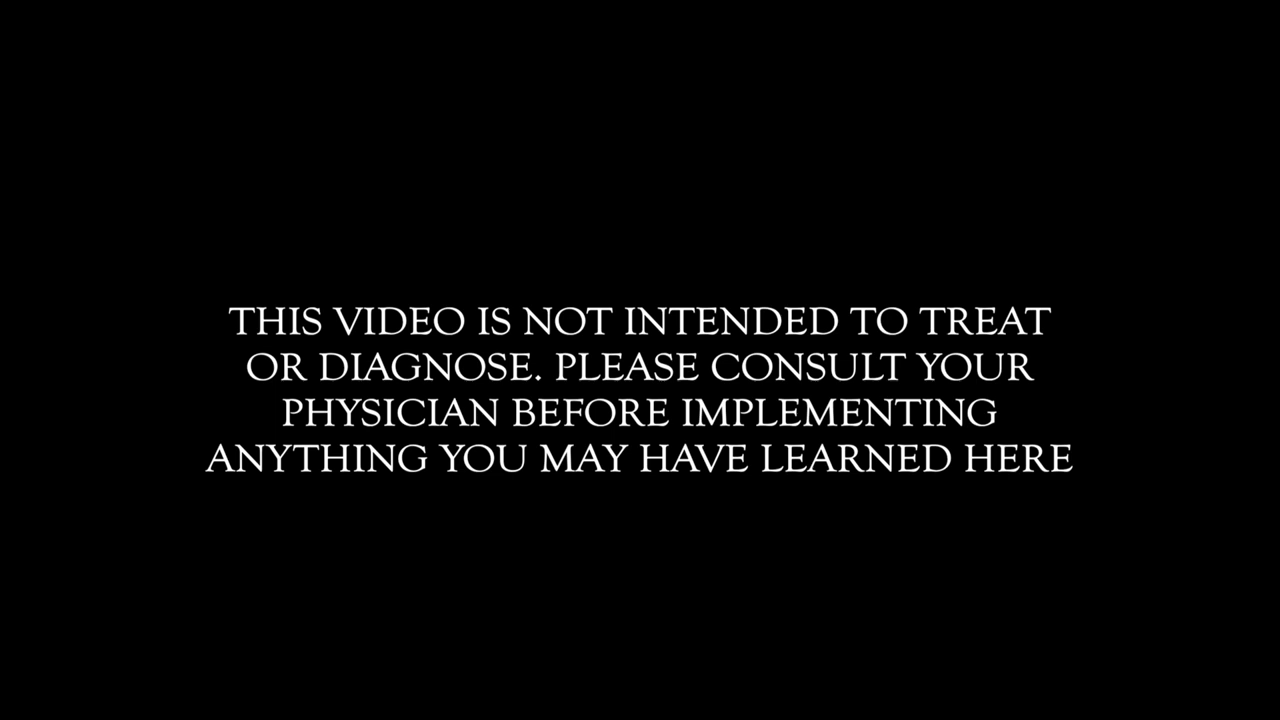 THIS VIDEO IS NOT INTENDED TO TREAT
OR DIAGNOSE. PLEASE CONSULT YOUR
PHYSICIAN BEFORE IMPLEMENTING
ANYTHING YOU MAY HAVE LEARNED HERE